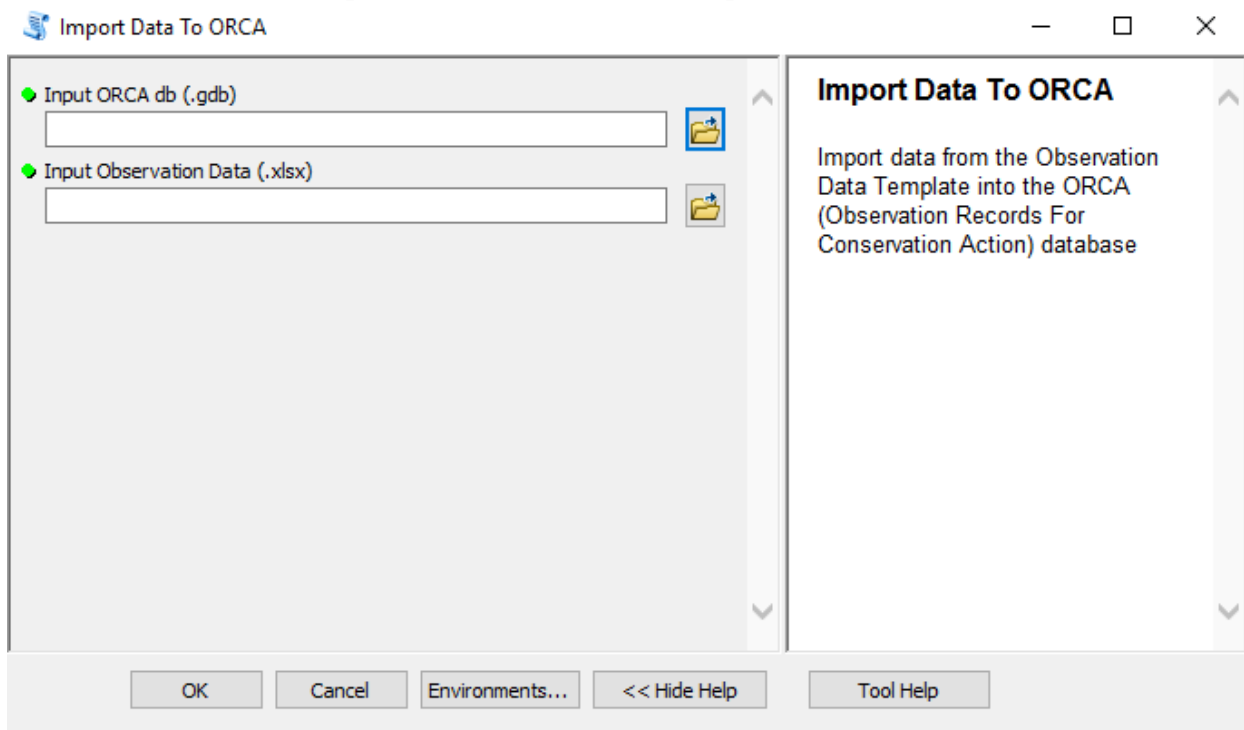 Import Data To ORCA
Input ORCA db (.gdb)
Input Observation Data (.xlsx)
Import Data To ORCA
Import data from the Observation
Data Template into the ORCA
(Observation Records For
Conservation Action) database
OK
Cancel
Environments...
<< Hide Help
Tool Help